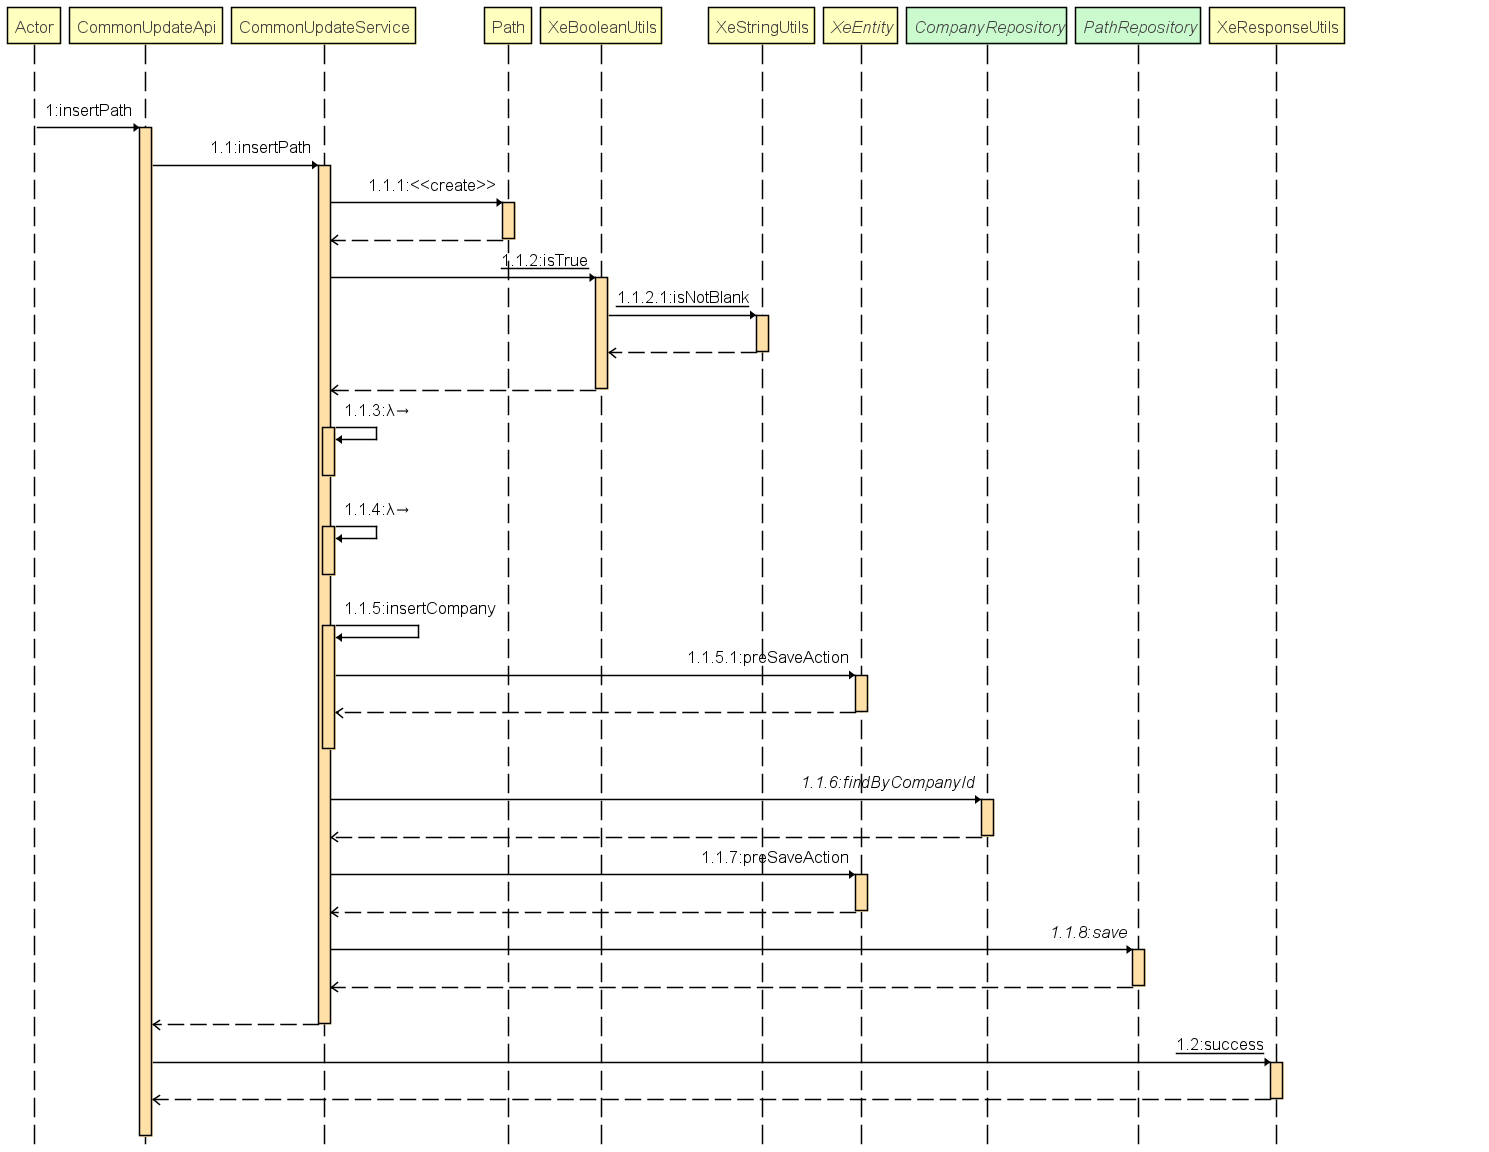 Actor CommonUpdateApi CommonUpdateService Path XeBooleanUtils XeStringUtils XeEntity CompanyRepository PathRepository XeResponseUtils
1:insertPath
1.1:insertPath
1.1.1:<<create>>
1.1.2:isTrue
1.1.2.1:isNotBlank
1.1.3:λ→
1.1.4:λ→
1.1.5:insertCompany
1.1.5.1:preSaveAction
1.1.6:findByCompanyId
1.1.7:preSaveAction
1.1.8:save
1.2:success